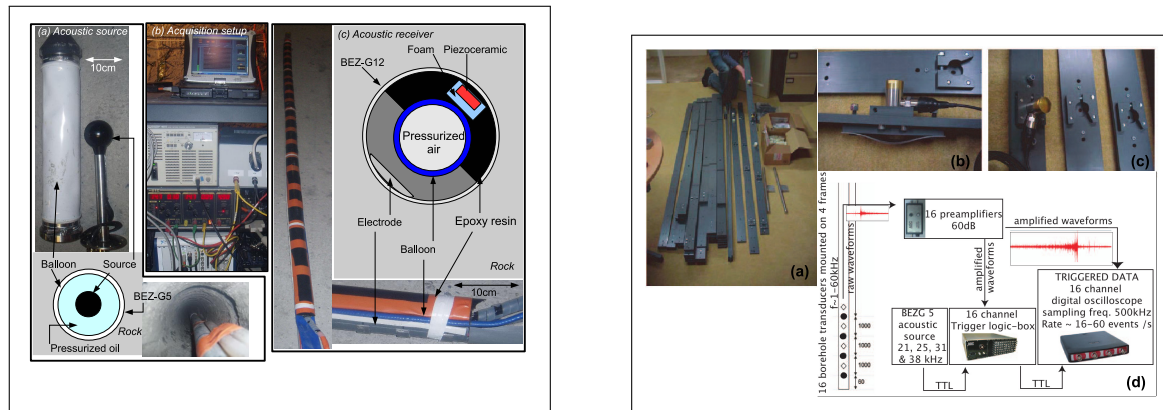 (a) Acoustic source
10cm
Balloon
Source
BEZ-G5
Rock
Pressurized oil
(b) Acquisition setup
(c) Acoustic receiver
Foam
Piezoceramic
BEZ-G12
Pressurized
air
Electrode
Epoxy resin
Balloon
Rock
10cm
(a)
(b)
(c)
16 borehole transducers mounted on 4 frames
f~1-60kHz
raw waveforms
16 preamplifiers
60dB
amplified waveforms
amplified
waveforms
1000
1000
1000
50
BEZG 5
acoustic
source
21, 25, 31
& 38 kHz
16 channel
Trigger logic-box
TRIGGERED DATA
16 channel
digital oscilloscope
sampling freq. 500kHz
Rate ~ 16-60 events /s
TTL
TTL
(d)